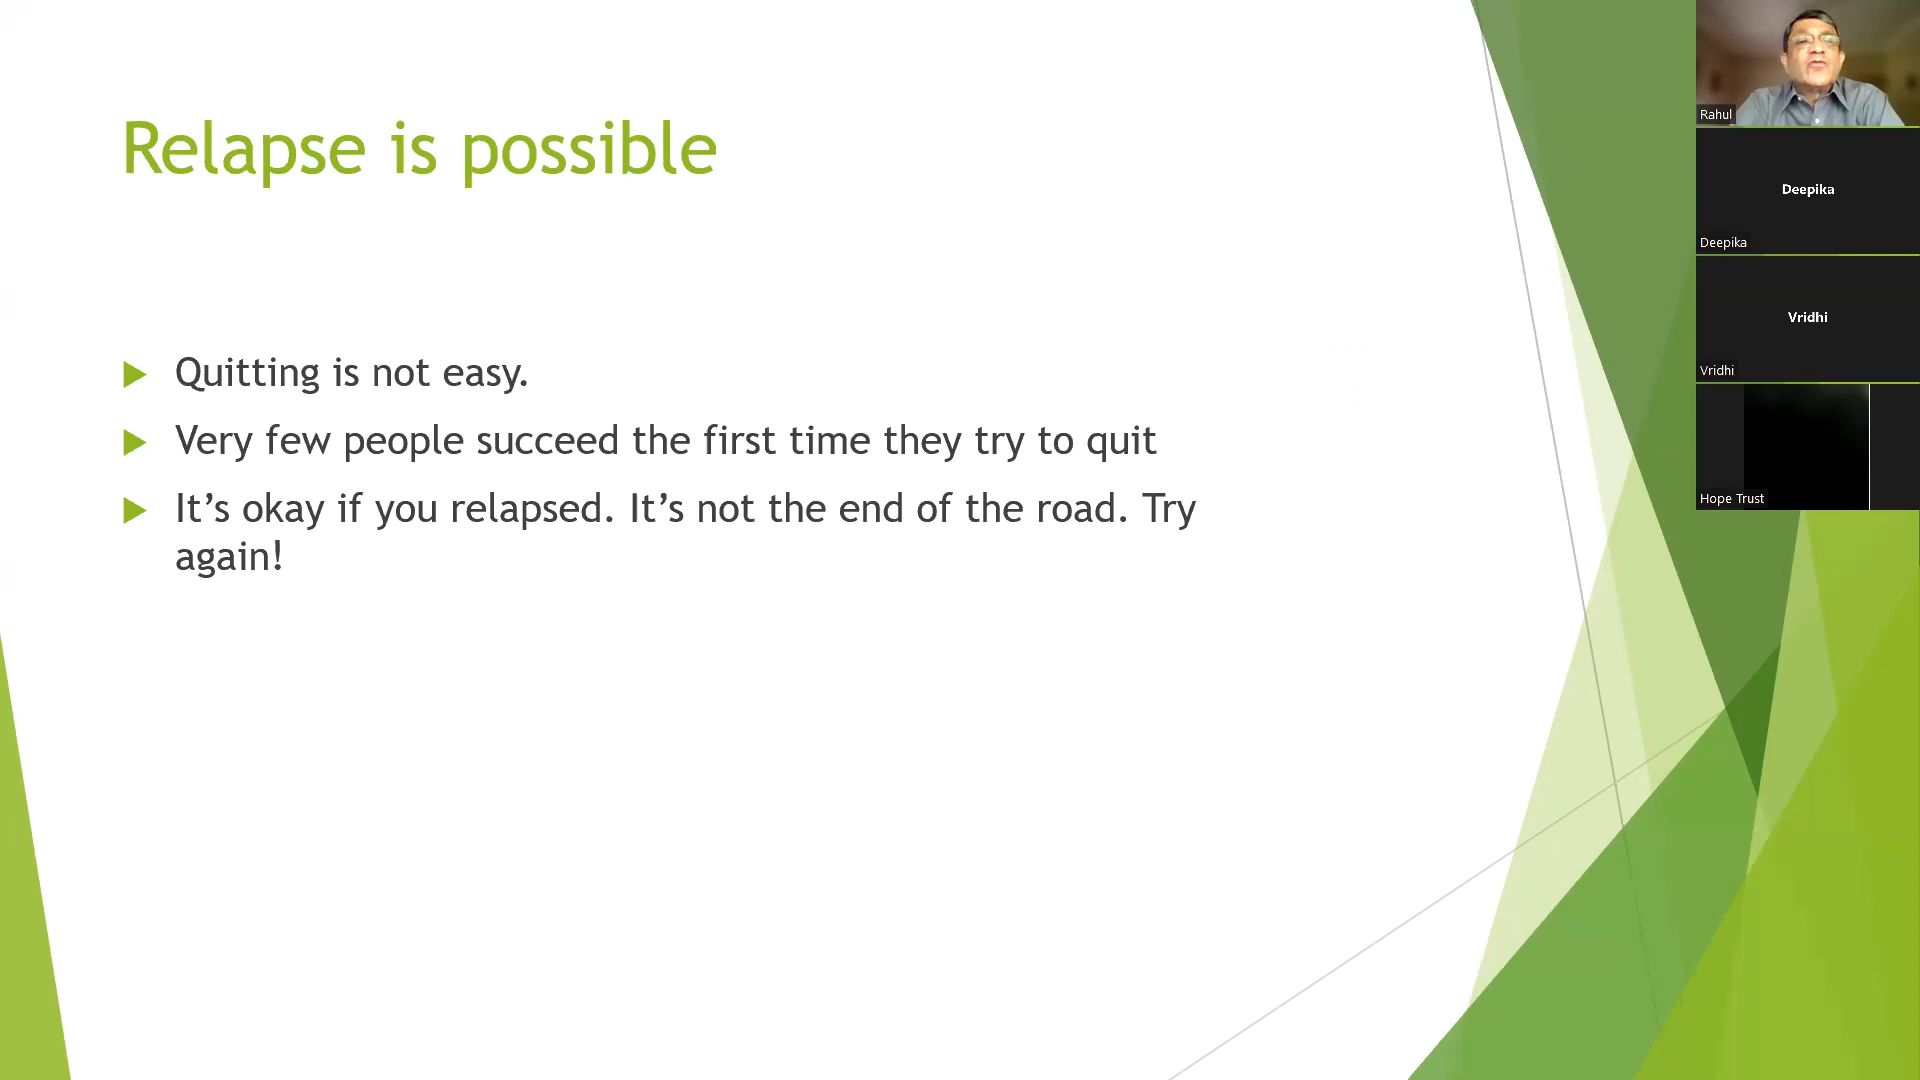 Relapse is possible
Quitting is not easy.
Very few people succeed the first time they try to quit
It’s okay if you relapsed. It’s not the end of the road. Try
again!
Rahul
Deepika
Deepika
Vridhi
Vridhi
Hope Trust